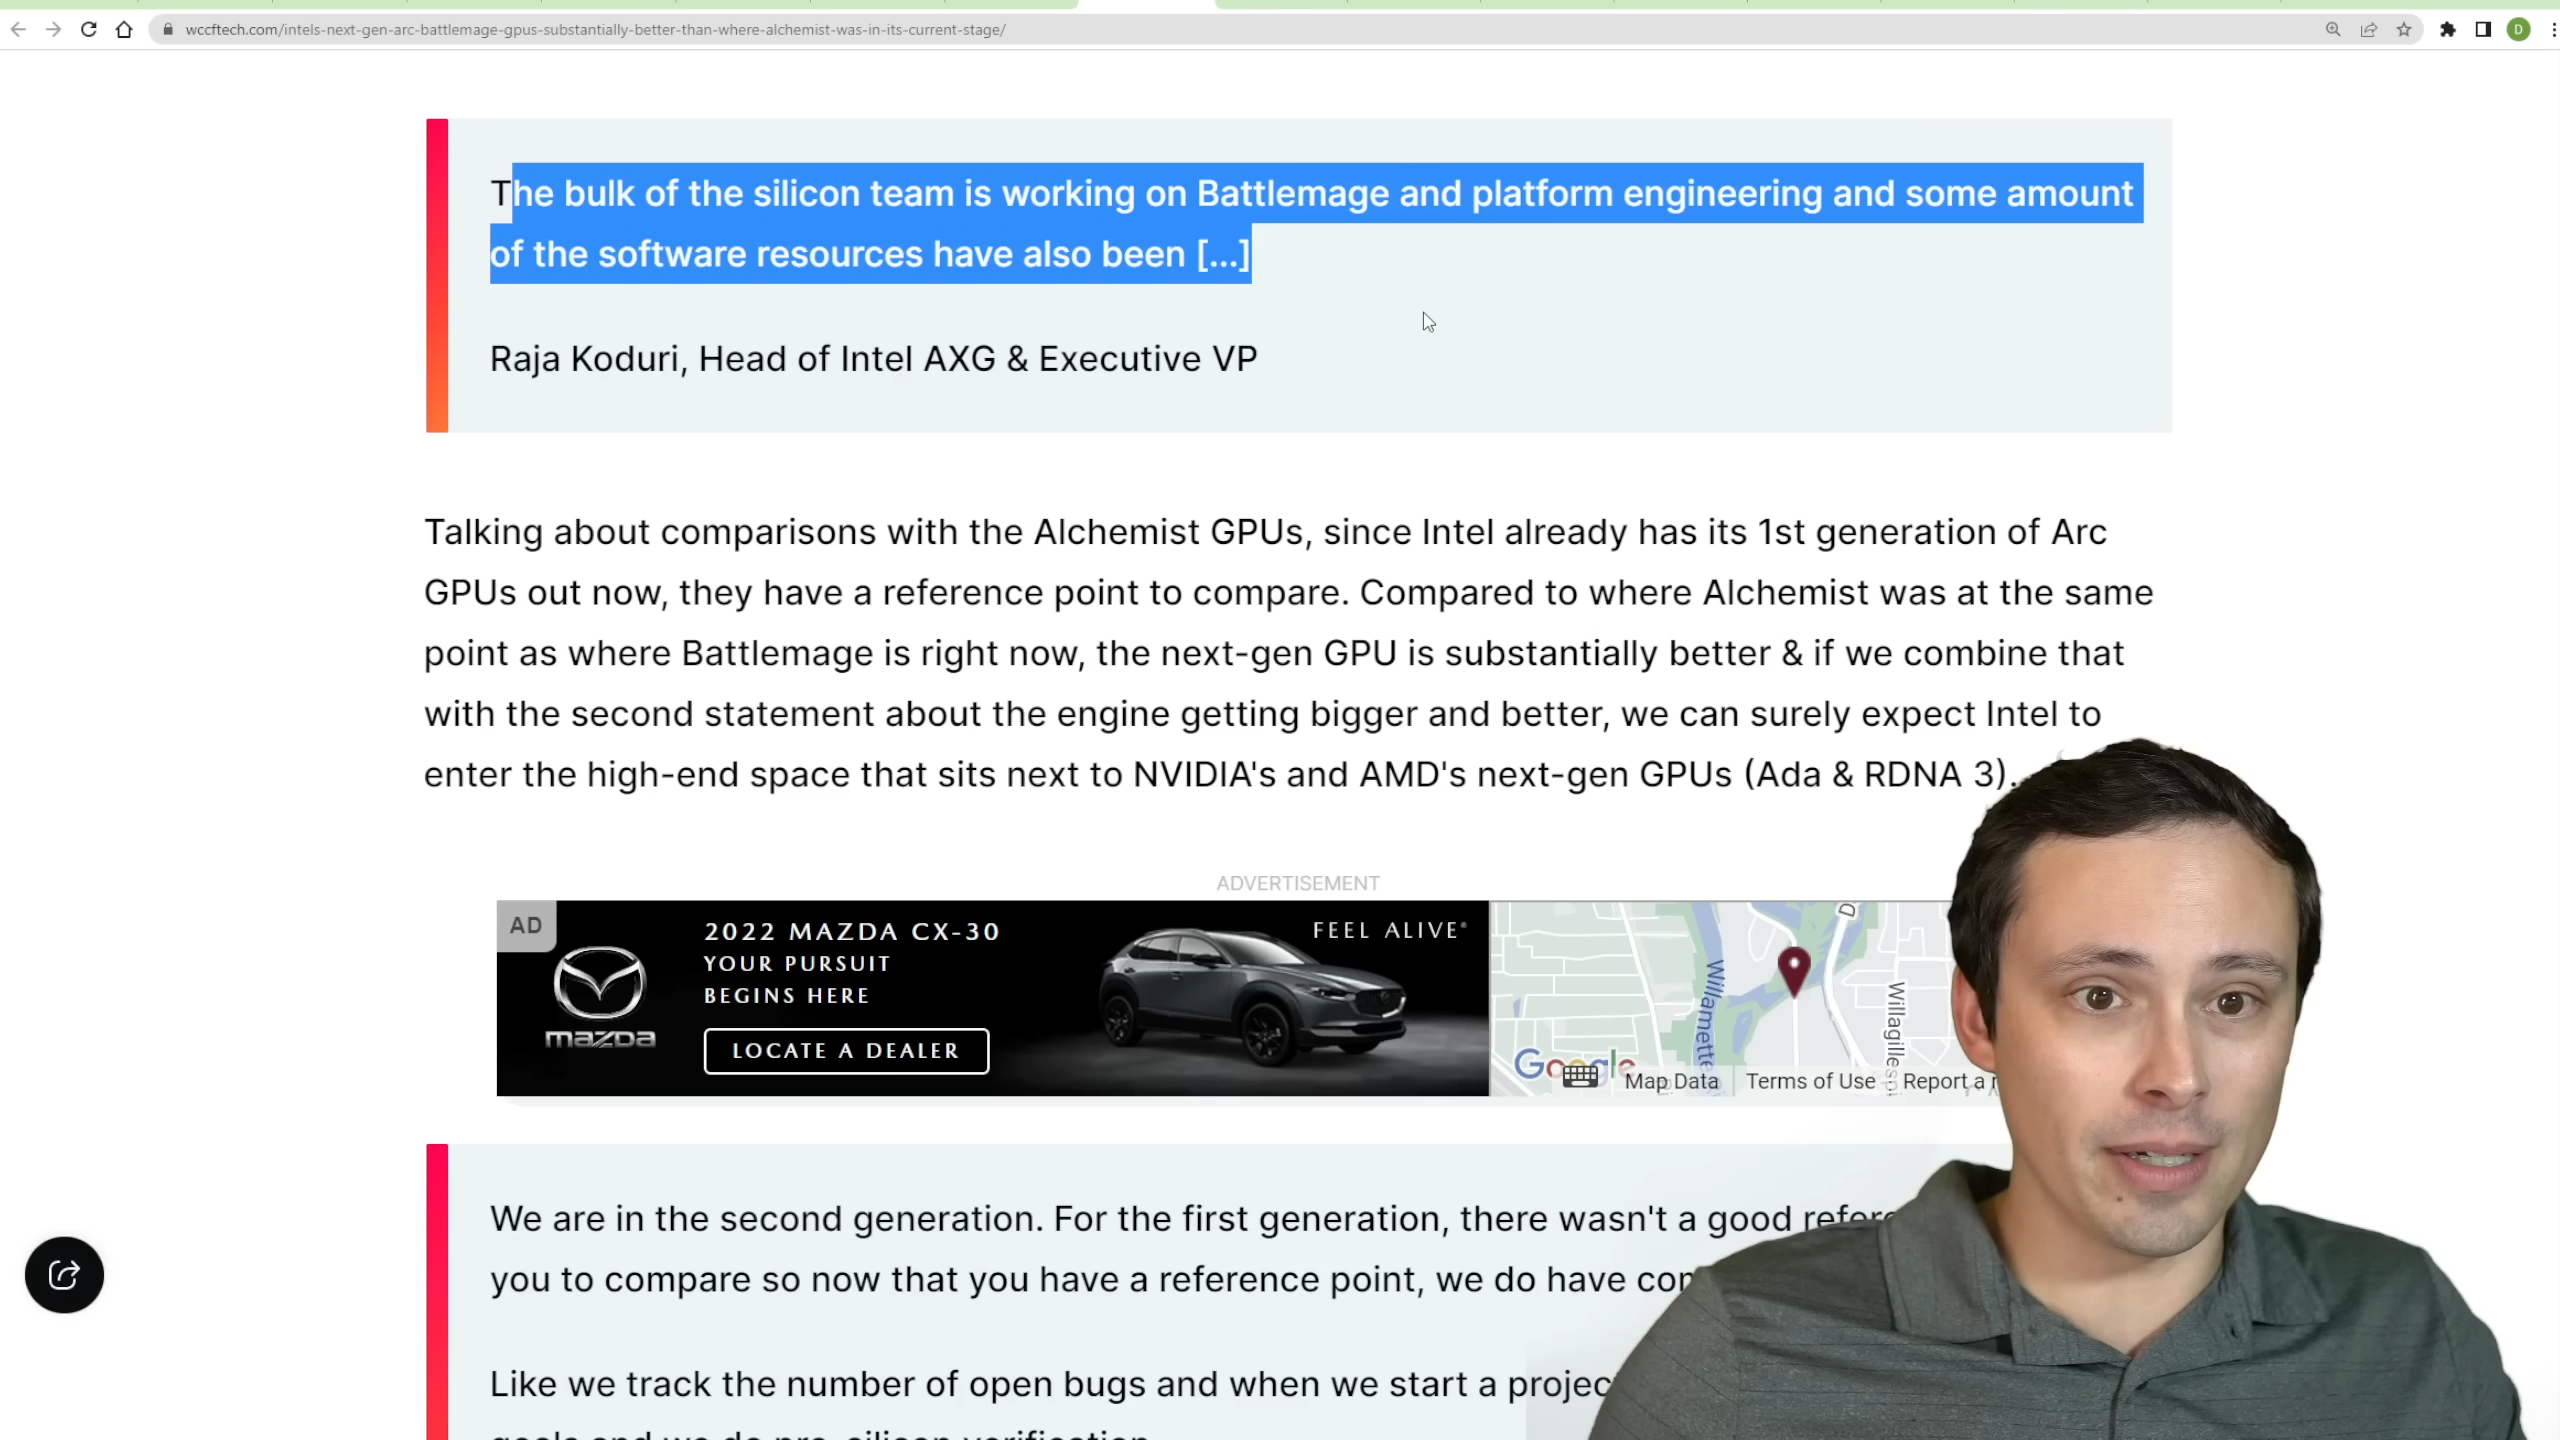 wccftech.com/intels-next-gen-arc-battlemage-gpus-substantially-better-than-where-alchemist-was-in-its-current-stage/
D
The bulk of the silicon team is working on Battlemage and platform engineering and some amount
of the software resources have also been [...]
Raja Koduri, Head of Intel AXG & Executive VP
Talking about comparisons with the Alchemist GPUs, since Intel already has its 1st generation of Arc
GPUs out now, they have a reference point to compare. Compared to where Alchemist was at the same
point as where Battlemage is right now, the next-gen GPU is substantially better & if we combine that
with the second statement about the engine getting bigger and better, we can surely expect Intel to
enter the high-end space that sits next to NVIDIA's and AMD's next-gen GPUs (Ada & RDNA 3).
ADVERTISEMENT
AD
mazda
2022 MAZDA CX-30
YOUR PURSUIT
BEGINS HERE
LOCATE A DEALER
FEEL ALIVE
D
Willamette
Google
Map Data
Terms of Use
Report a
We are in the second generation. For the first generation, there wasn't a good
you to compare so now that you have a reference point, we do have
Like we track the number of open bugs and when we start a
goals and we do pre-silicon verification